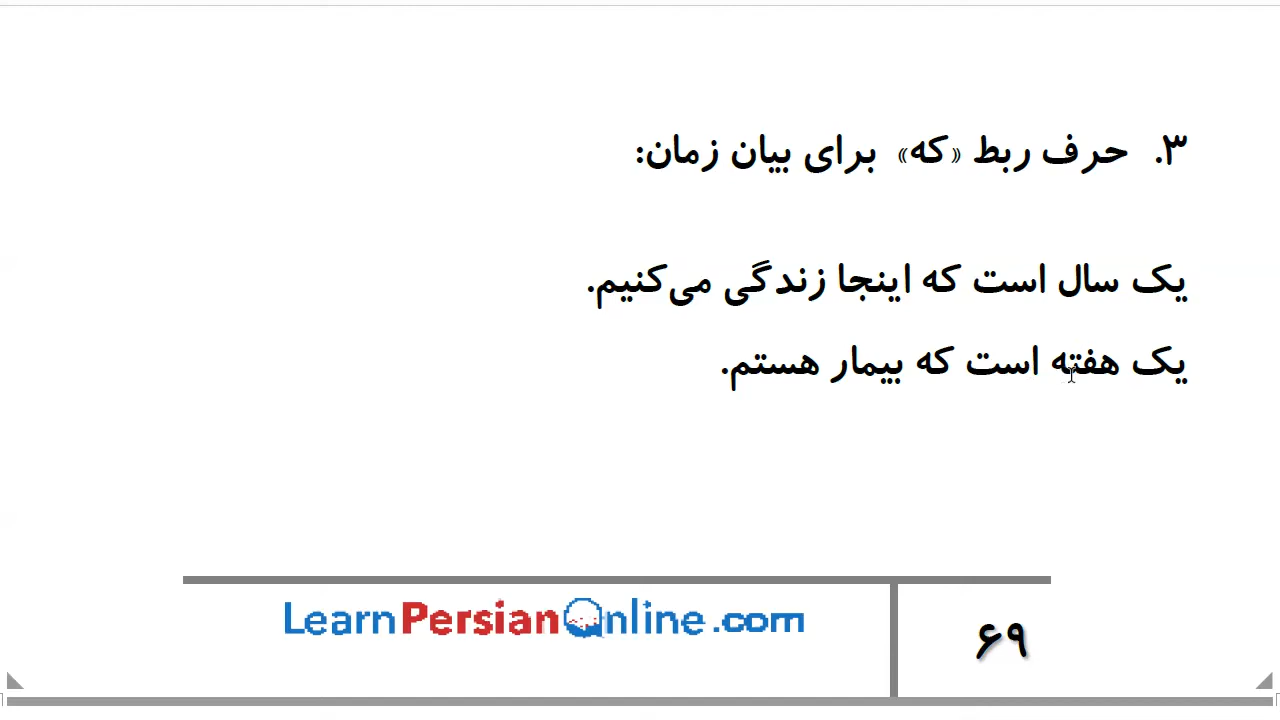 ۳. حرف ربط «که» برای بیان زمان:
یک سال است که اینجا زندگی می‌کنیم.
یک هفته است که بیمار هستم.
LearnPersianOnline.com
۶۹